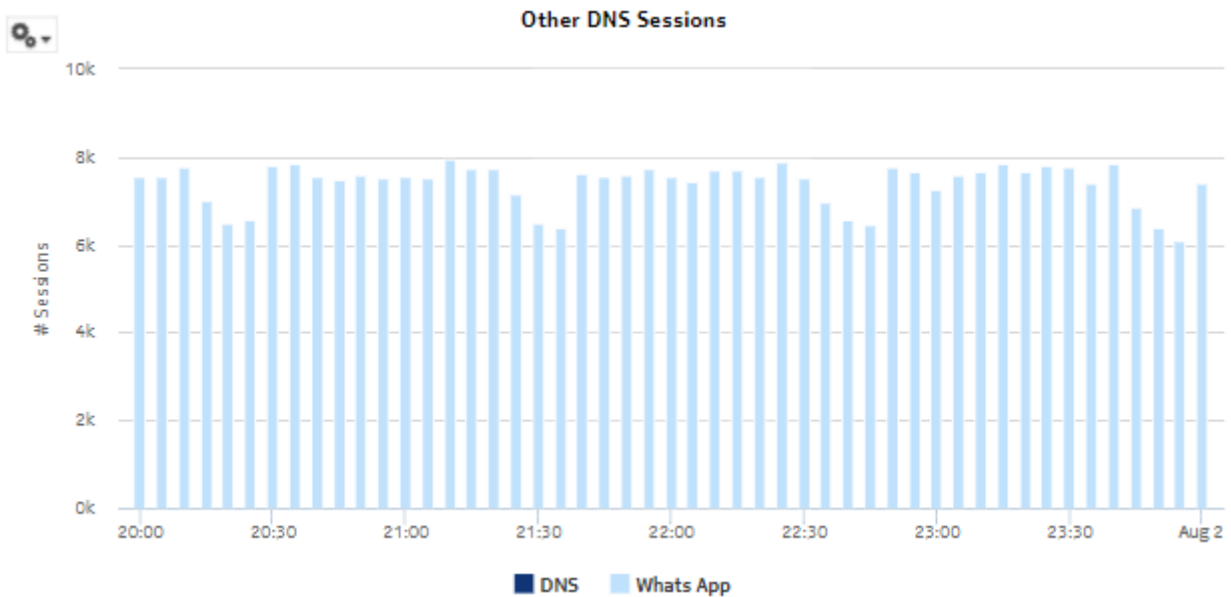 Other DNS Sessions
10k
8k
6k
4k
2k
0k
# Sessions
20:00 20:30 21:00 21:30 22:00 22:30 23:00 23:30 Aug 2
DNS Whats App